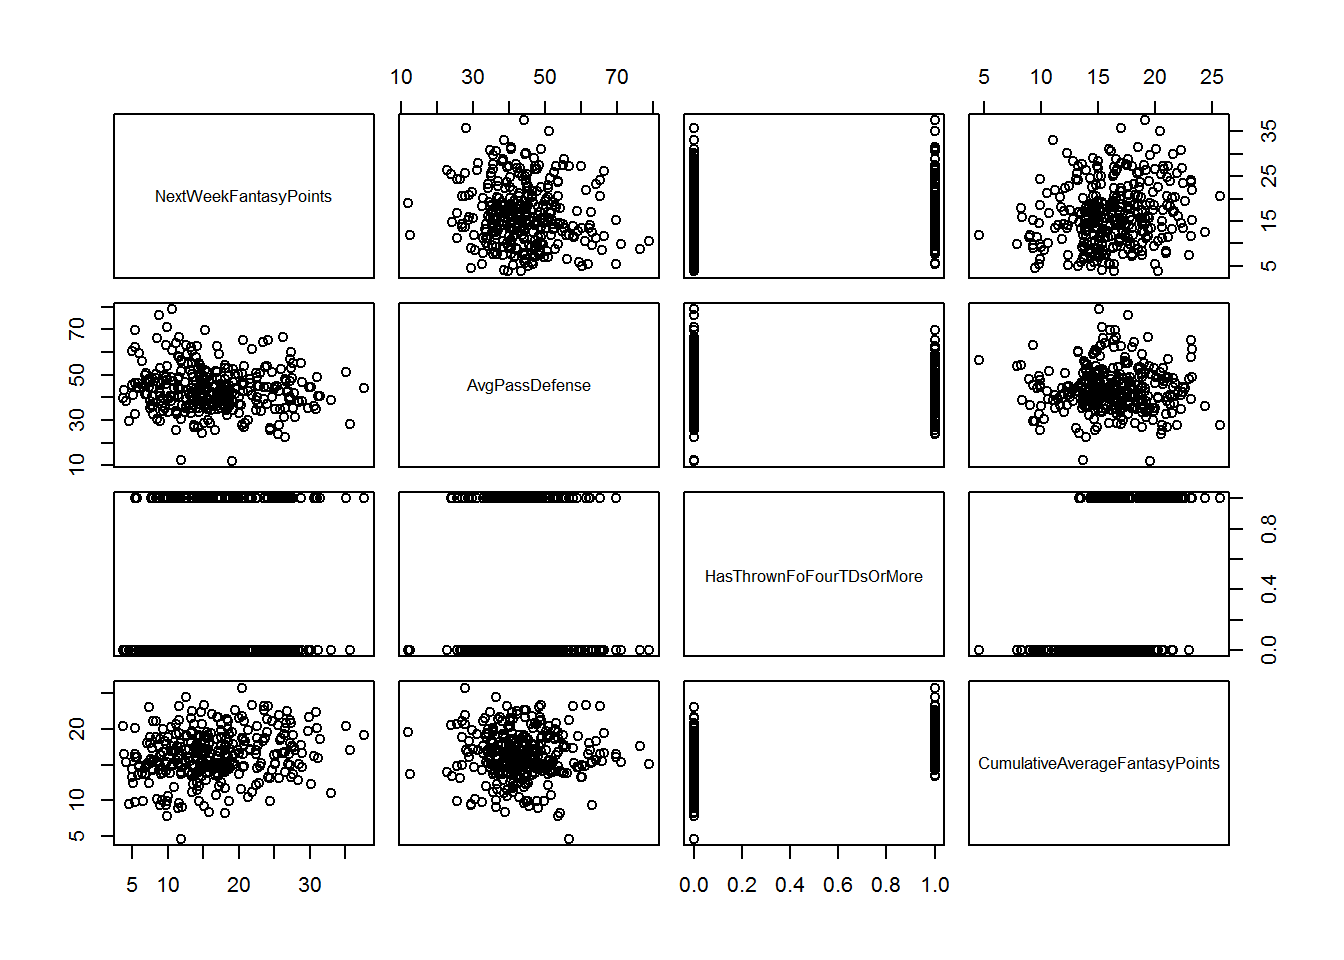 10 30 50 70
5 10 15 20 25
NextWeekFantasyPoints
5 15 25 35
10 30 50 70
AvgPassDefense
HasThrownFoFourTDsOrMore
0.0 0.4 0.8
5 10 20
CumulativeAverageFantasyPoints
5 10 20 30
0.0 0.2 0.4 0.6 0.8 1.0